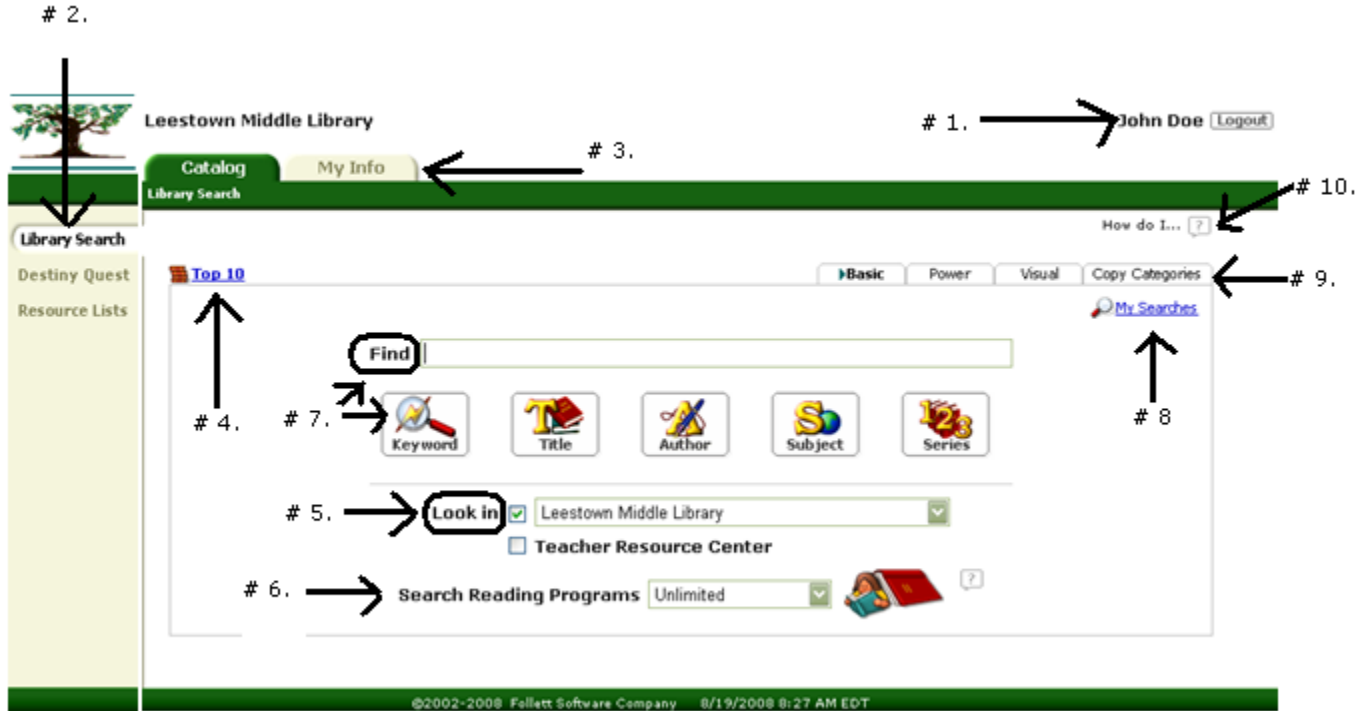 # 2.
Leestown Middle Library
# 1.
John Doe Logout
# 3.
Catalog My Info
Library Search
# 10.
How do I... ?
Library Search
Destiny Quest
Resource Lists
Top 10
Basic Power Visual Copy Categories
# 9.
My Searches
Find
# 4.
# 7.
# 8
Keyword Title Author Subject Series
# 5.
Look in Leestown Middle Library
Teacher Resource Center
# 6.
Search Reading Programs Unlimited ?
©2002-2008 Follett Software Company 8/19/2008 8:27 AM EDT